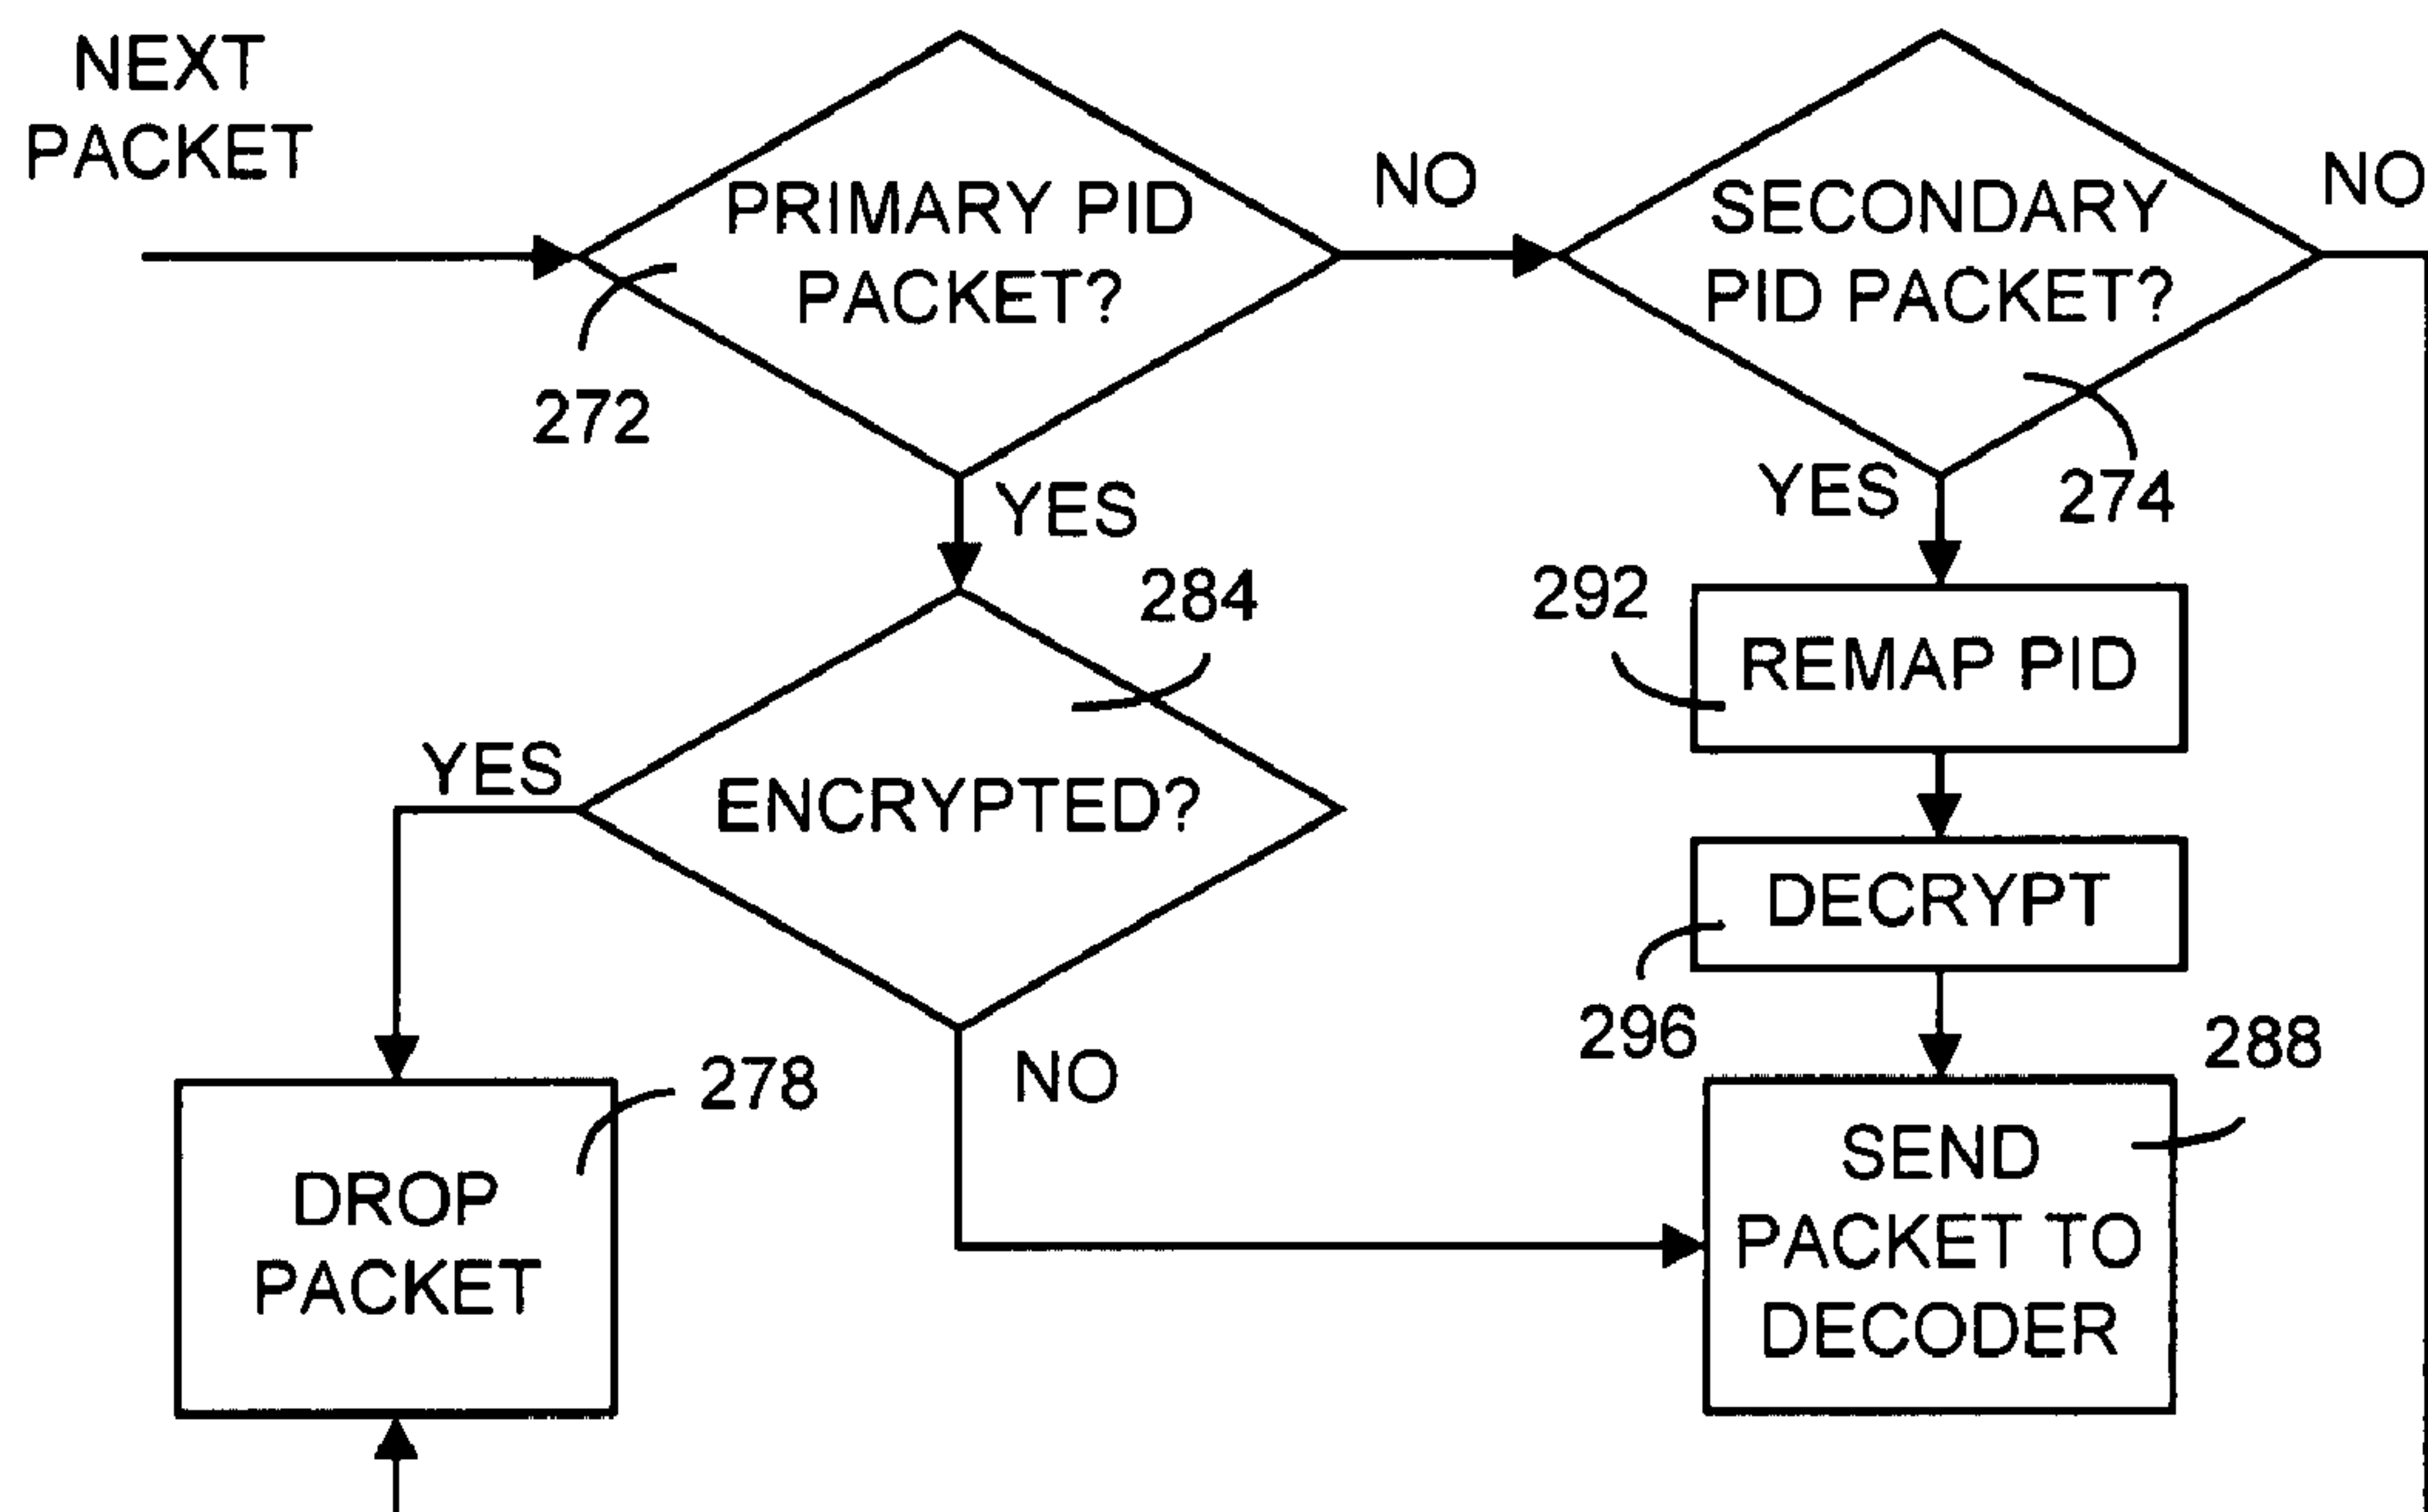 NEXT
PACKET
PRIMARY PID
PACKET?
272
NO
SECONDARY
PID PACKET?
274
NO
YES
YES
284
ENCRYPTED?
YES
NO
292
REMAP PID
DECRYPT
296
288
278
DROP
PACKET
SEND
PACKET TO
DECODER